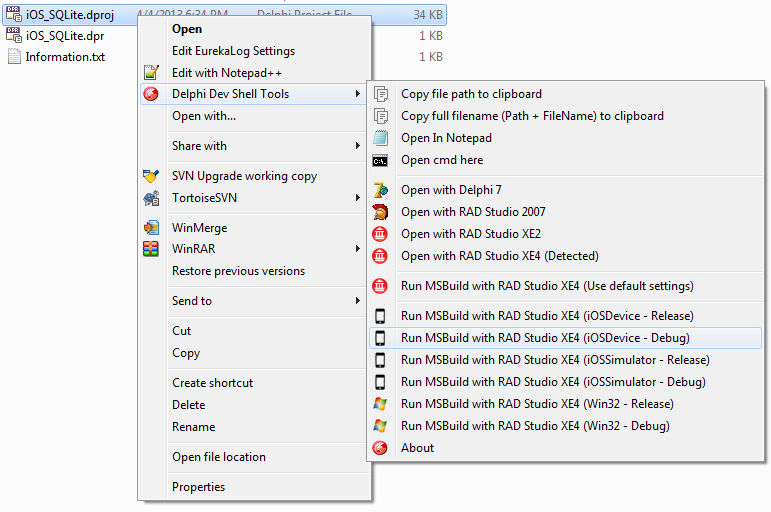 iOS_SQLite.dproj 4/4/2013 6:34 PM Delphi Project File 34 KB
iOS_SQLite.dpr 1 KB
Information.txt 1 KB
Open
Edit EurekaLog Settings
Edit with Notepad++
Delphi Dev Shell Tools
Open with...
Share with
SVN Upgrade working copy
TortoiseSVN
WinMerge
WinRAR
Restore previous versions
Send to
Cut
Copy
Create shortcut
Delete
Rename
Open file location
Properties
Copy file path to clipboard
Copy full filename (Path + FileName) to clipboard
Open In Notepad
Open cmd here
Open with Delphi 7
Open with RAD Studio 2007
Open with RAD Studio XE2
Open with RAD Studio XE4 (Detected)
Run MSBuild with RAD Studio XE4 (Use default settings)
Run MSBuild with RAD Studio XE4 (iOSDevice - Release)
Run MSBuild with RAD Studio XE4 (iOSDevice - Debug)
Run MSBuild with RAD Studio XE4 (iOSSimulator - Release)
Run MSBuild with RAD Studio XE4 (iOSSimulator - Debug)
Run MSBuild with RAD Studio XE4 (Win32 - Release)
Run MSBuild with RAD Studio XE4 (Win32 - Debug)
About